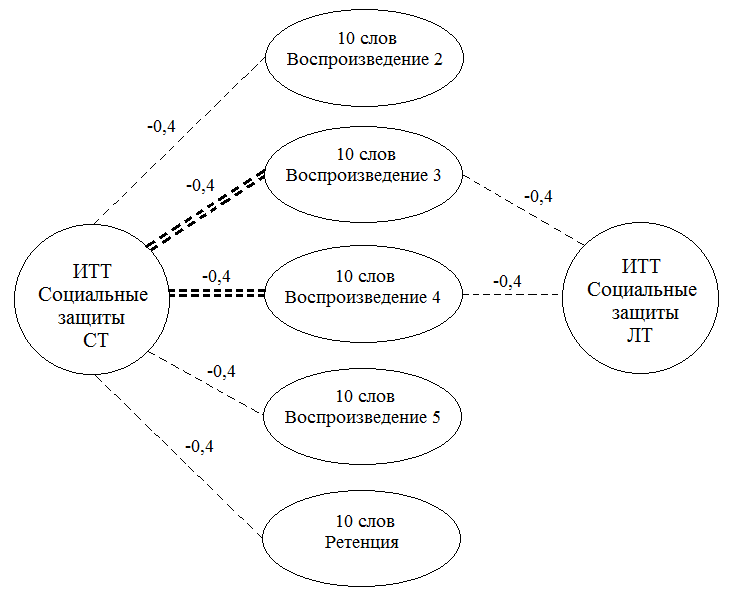 10 слов
Воспроизведение 2
-0,4
10 слов
Воспроизведение 3
-0,4
-0,4
ИТТ
Социальные
защиты
СТ
-0,4
10 слов
Воспроизведение 4
-0,4
ИТТ
Социальные
защиты
ЛТ
-0,4
10 слов
Воспроизведение 5
-0,4
10 слов
Ретенция